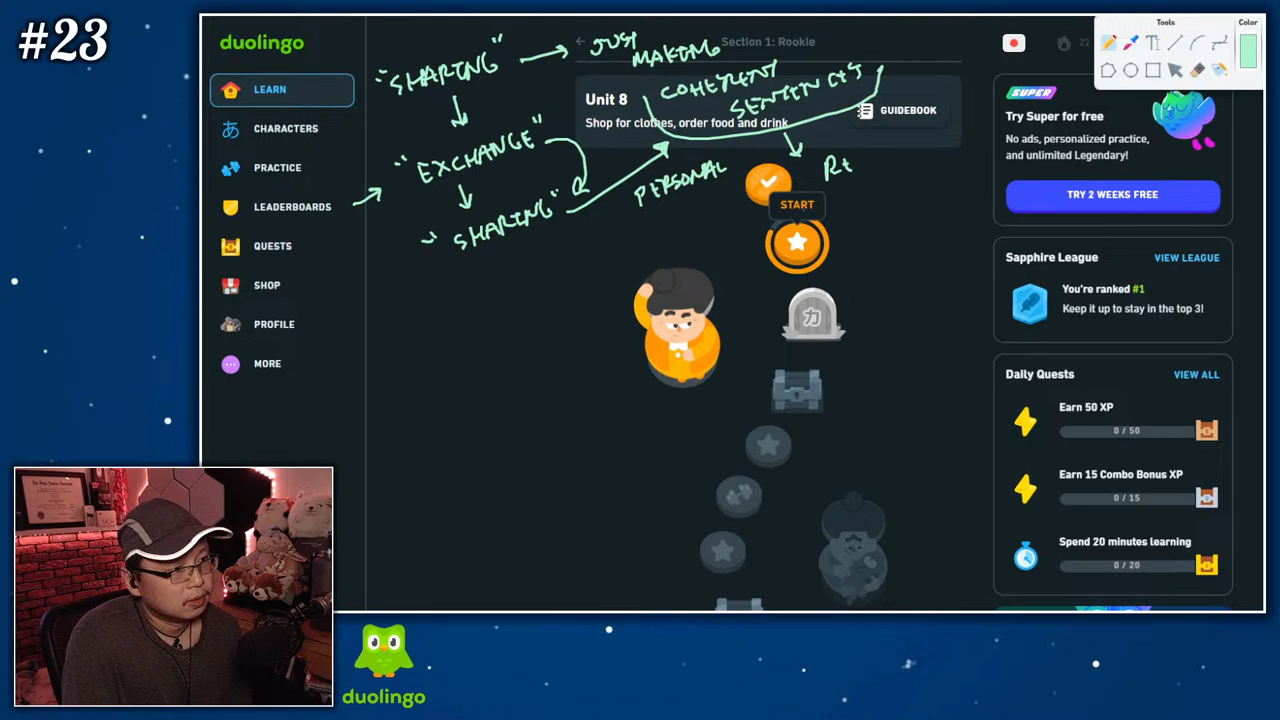 #23
duolingo
LEARN
CHARACTERS
PRACTICE
LEADERBOARDS
QUESTS
SHOP
PROFILE
MORE
"SHARING"
JUST
MAKING
COHERENT
"EXCHANGE"
"SHARING"
PERSONAL
Section 1: Rookie
Unit 8
Shop for clothes, order food and drink
GUIDEBOOK
START
力
22
Tools
Color
SUPER
Try Super for free
No ads, personalized practice,
and unlimited Legendary!
TRY 2 WEEKS FREE
Sapphire League
VIEW LEAGUE
You're ranked #1
Keep it up to stay in the top 3!
Daily Quests
VIEW ALL
Earn 50 XP
0 / 50
Earn 15 Combo Bonus XP
0 / 15
Spend 20 minutes learning
0 / 20
duolingo